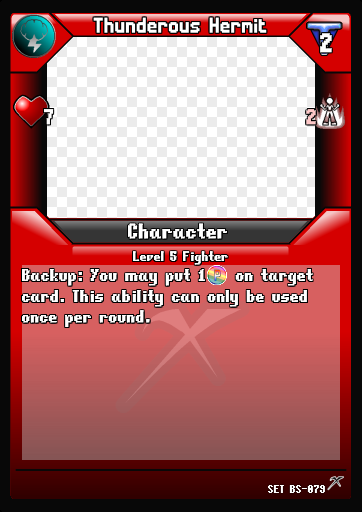 Thunderous Hermit
2
7
2
Character
Level 5 Fighter
Backup: You may put 1 on target
card. This ability can only be used
once per round.
SET BS-079